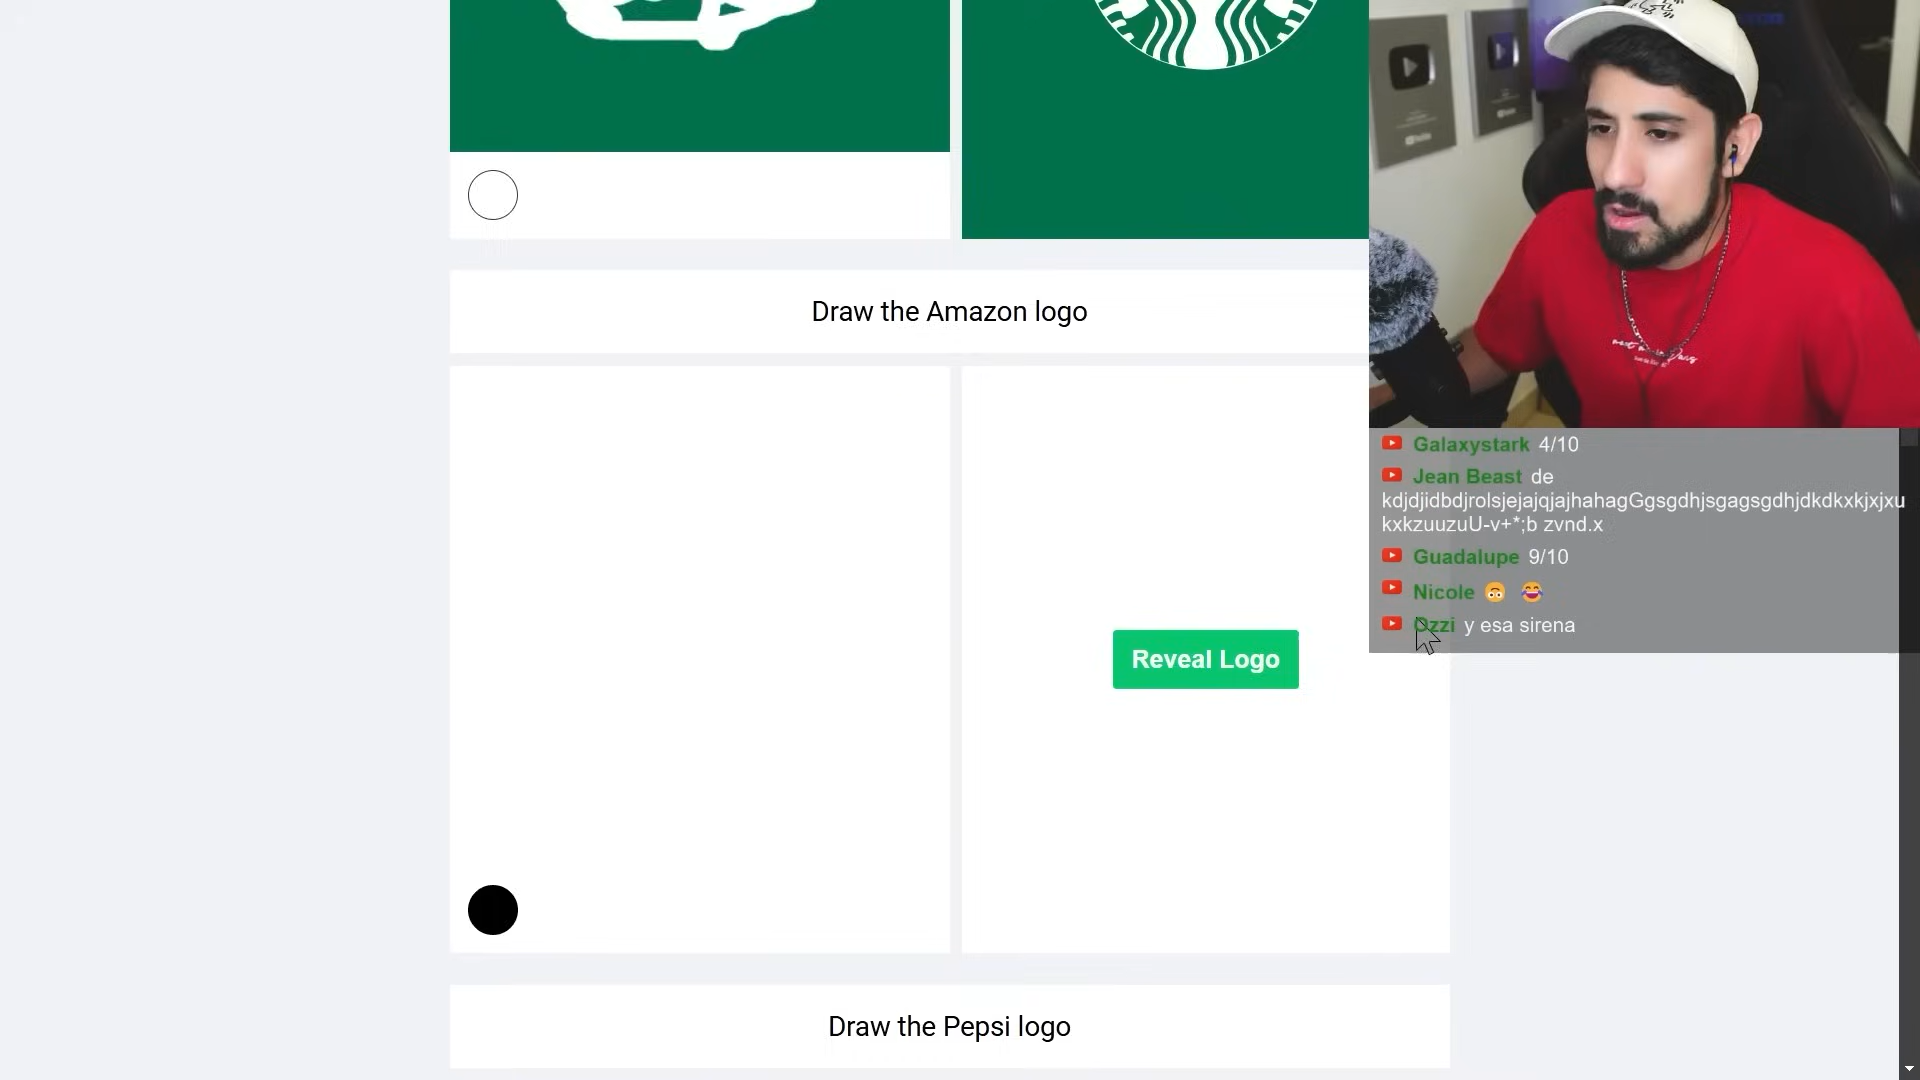 Draw the Amazon logo
Reveal Logo
Draw the Pepsi logo
Galaxystark 4/10
Jean Beast de
kdjdjidbdjrolsjejajqjajhahagGgsgdhjsgagsgdhjdkdkxkjxjxu
kxkzuuzuU-v+*;b zvnd.x
Guadalupe 9/10
Nicole 🙃 😂
Ozzi y esa sirena